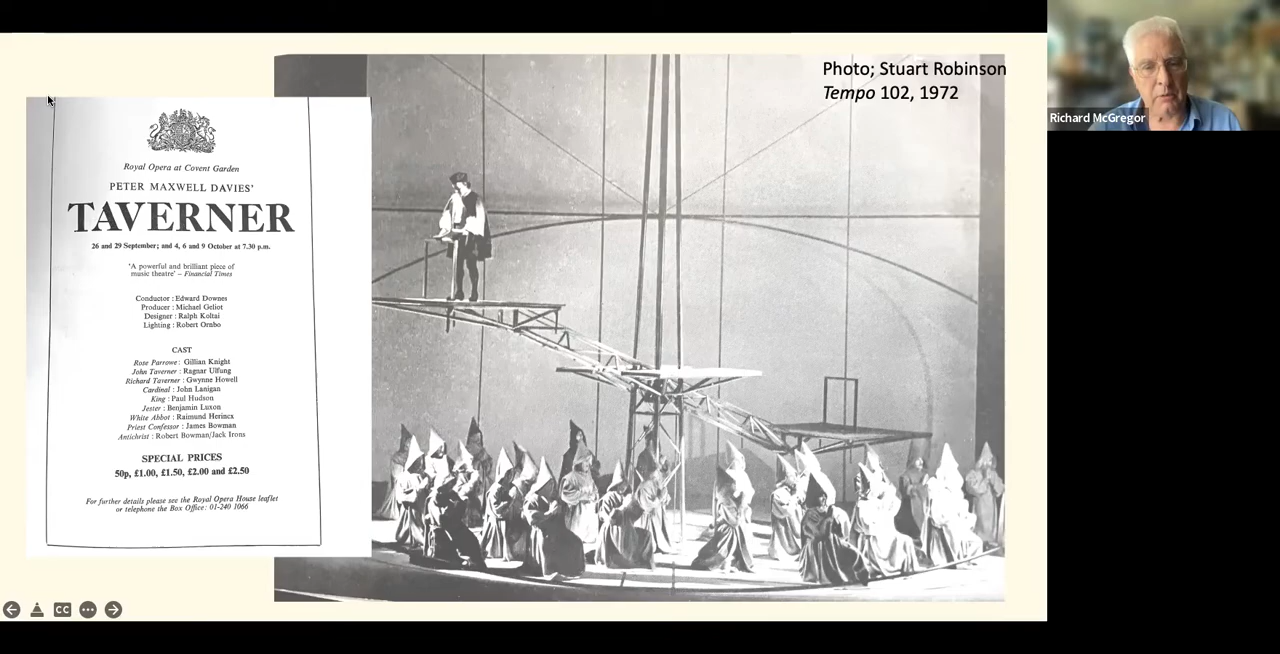 Royal Opera at Covent Garden
PETER MAXWELL DAVIES'
TAVERNER
26 and 29 September; and 4, 6 and 9 October at 7.30 p.m.
'A powerful and brilliant piece of
music theatre' – Financial Times
Conductor : Edward Downes
Producer : Michael Geliot
Designer : Ralph Koltai
Lighting : Robert Ornbo
CAST
Rose Parrowe : Gillian Knight
John Taverner : Ragnar Ulfung
Richard Taverner : Gwynne Howell
Cardinal : John Lanigan
King : Paul Hudson
Jester : Benjamin Luxon
White Abbot : Raimund Herincx
Priest Confessor : James Bowman
Antichrist : Robert Bowman/Jack Irons
SPECIAL PRICES
50p, £1.00, £1.50, £2.00 and £2.50
For further details please see the Royal Opera House leaflet
or telephone the Box Office: 01-240 1066
Photo; Stuart Robinson
Tempo 102, 1972
Richard McGregor
CC